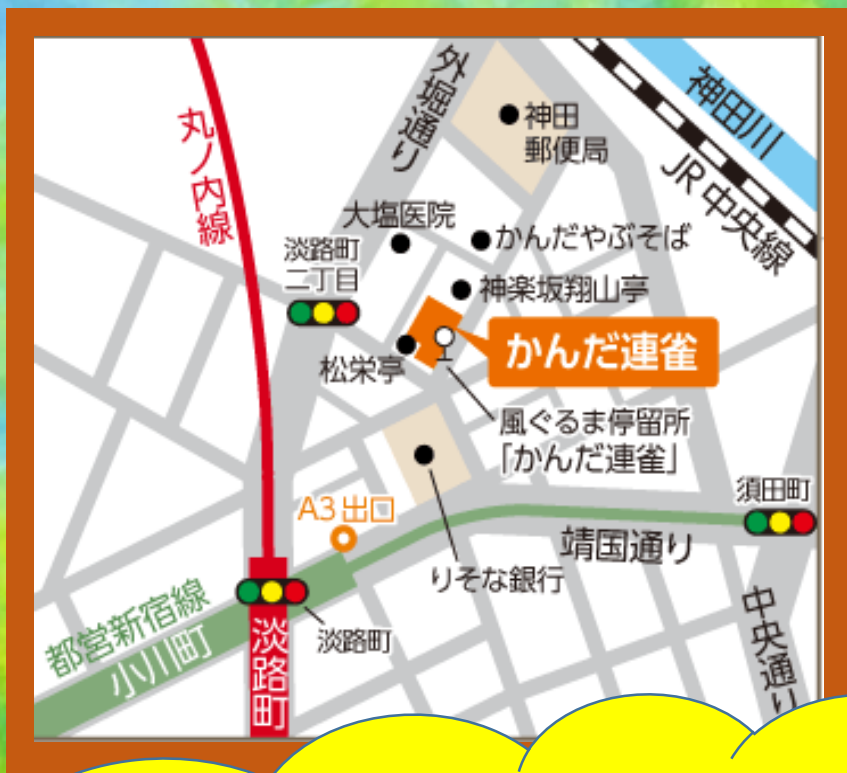 外堀通り
神田川
神田
郵便局
丸ノ内線
JR中央線
大塩医院
かんだやぶそば
淡路町
二丁目
神楽坂翔山亭
かんだ連雀
松栄亭
風ぐるま停留所
「かんだ連雀」
須田町
A3出口
靖国通り
りそな銀行
都営新宿線
小川町
淡路町
淡路町
中央通り